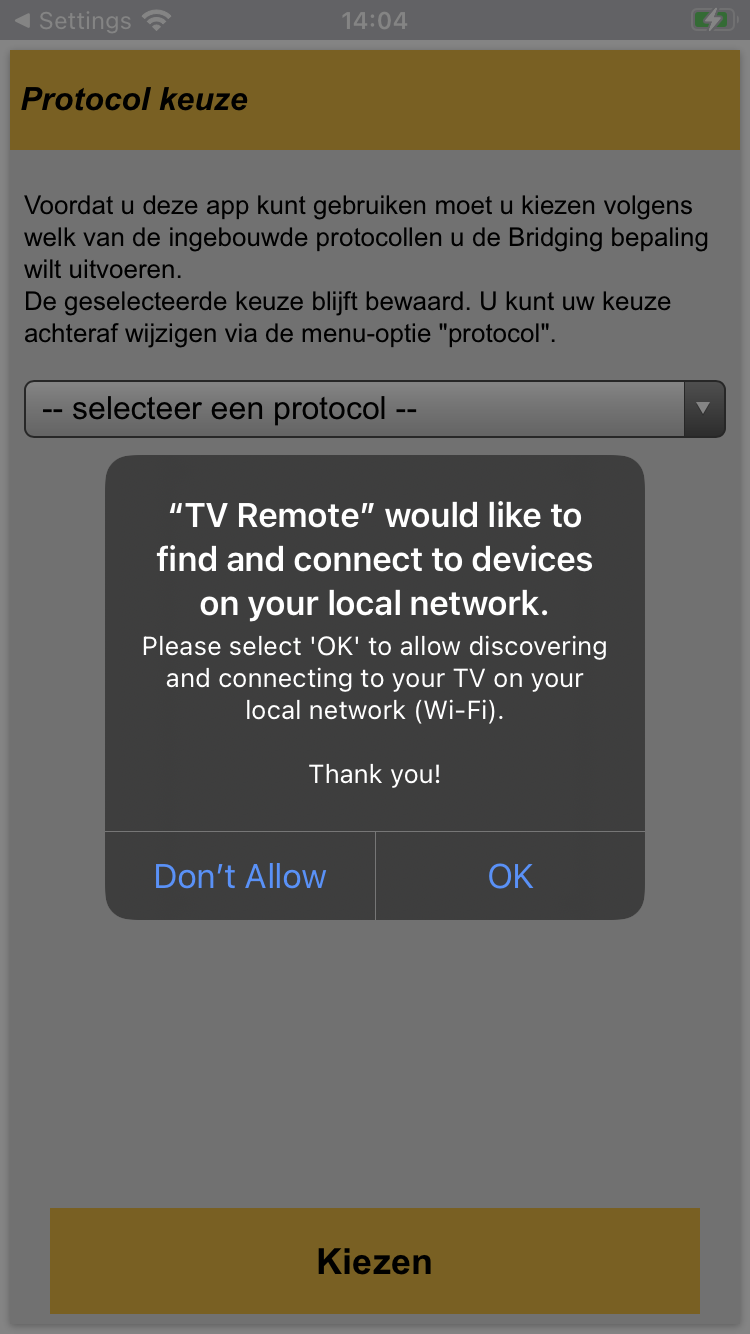 Settings
14:04
Protocol keuze
Voordat u deze app kunt gebruiken moet u kiezen volgens
welk van de ingebouwde protocollen u de Bridging bepaling
wilt uitvoeren.
De geselecteerde keuze blijft bewaard. U kunt uw keuze
achteraf wijzigen via de menu-optie "protocol".
-- selecteer een protocol --
“TV Remote” would like to
find and connect to devices
on your local network.
Please select 'OK' to allow discovering
and connecting to your TV on your
local network (Wi-Fi).
Thank you!
Don’t Allow
OK
Kiezen